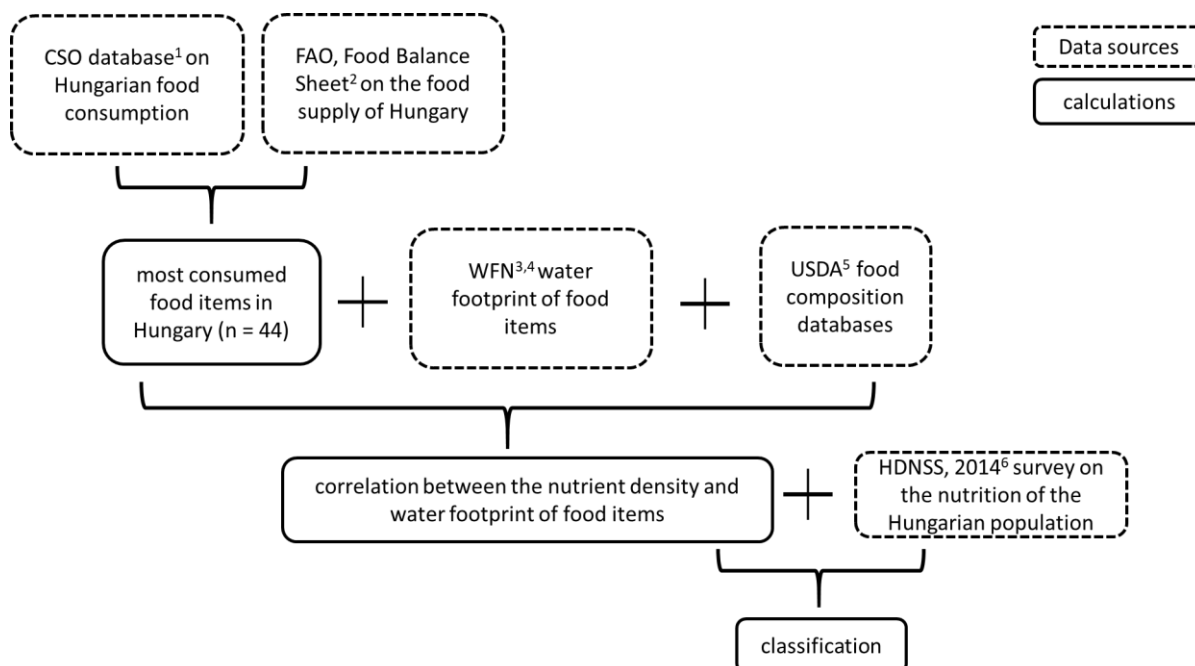 CSO database¹ on
Hungarian food
consumption
FAO, Food Balance
Sheet² on the food
supply of Hungary
Data sources
calculations
most consumed
food items in
Hungary (n = 44)
WFN³,⁴ water
footprint of food
items
USDA⁵ food
composition
databases
correlation between the nutrient density and
water footprint of food items
HDNSS, 2014⁶ survey on
the nutrition of the
Hungarian population
classification